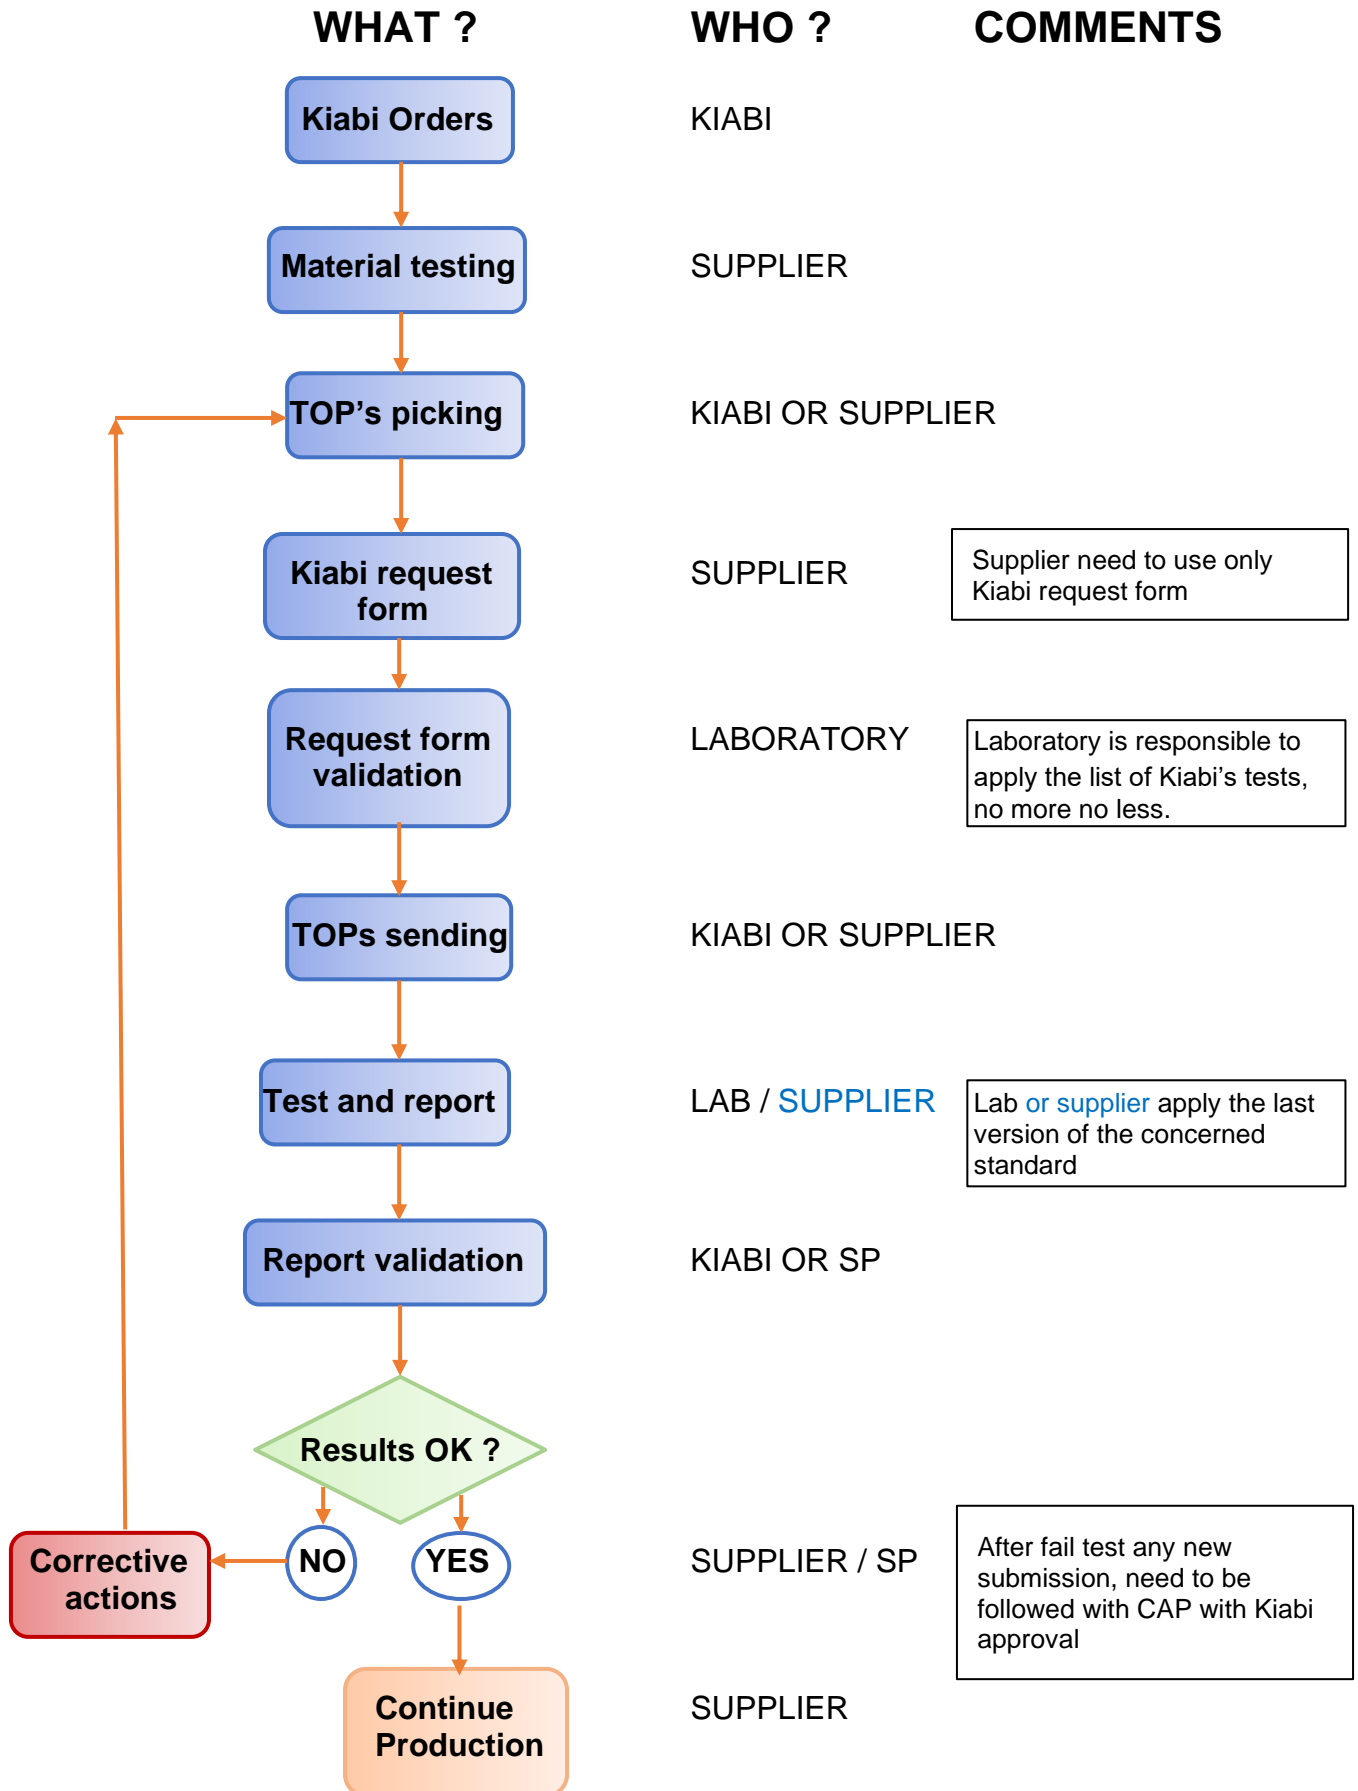 WHAT ?
WHO ?
COMMENTS
Kiabi Orders
KIABI
Material testing
SUPPLIER
TOP’s picking
KIABI OR SUPPLIER
Kiabi request
form
SUPPLIER
Supplier need to use only
Kiabi request form
Request form
validation
LABORATORY
Laboratory is responsible to
apply the list of Kiabi’s tests,
no more no less.
TOPs sending
KIABI OR SUPPLIER
Test and report
LAB / SUPPLIER
Lab or supplier apply the last
version of the concerned
standard
Report validation
KIABI OR SP
Results OK ?
Corrective
actions
NO
YES
SUPPLIER / SP
After fail test any new
submission, need to be
followed with CAP with Kiabi
approval
Continue
Production
SUPPLIER